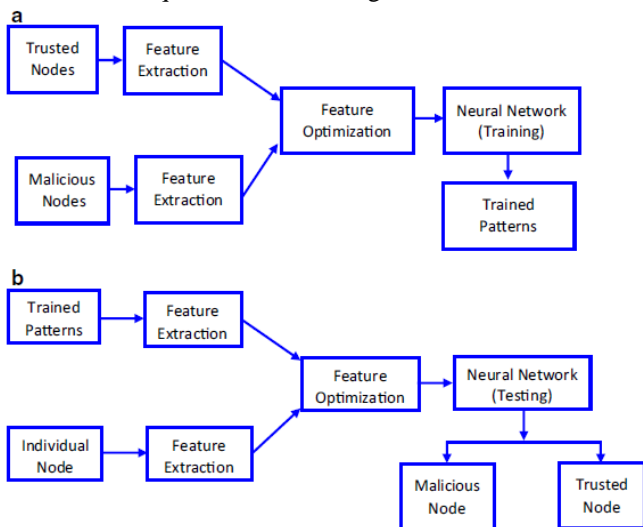 a
Trusted
Nodes
Feature
Extraction
Feature
Optimization
Neural Network
(Training)
Malicious
Nodes
Feature
Extraction
Trained
Patterns
b
Trained
Patterns
Feature
Extraction
Feature
Optimization
Neural Network
(Testing)
Individual
Node
Feature
Extraction
Malicious
Node
Trusted
Node